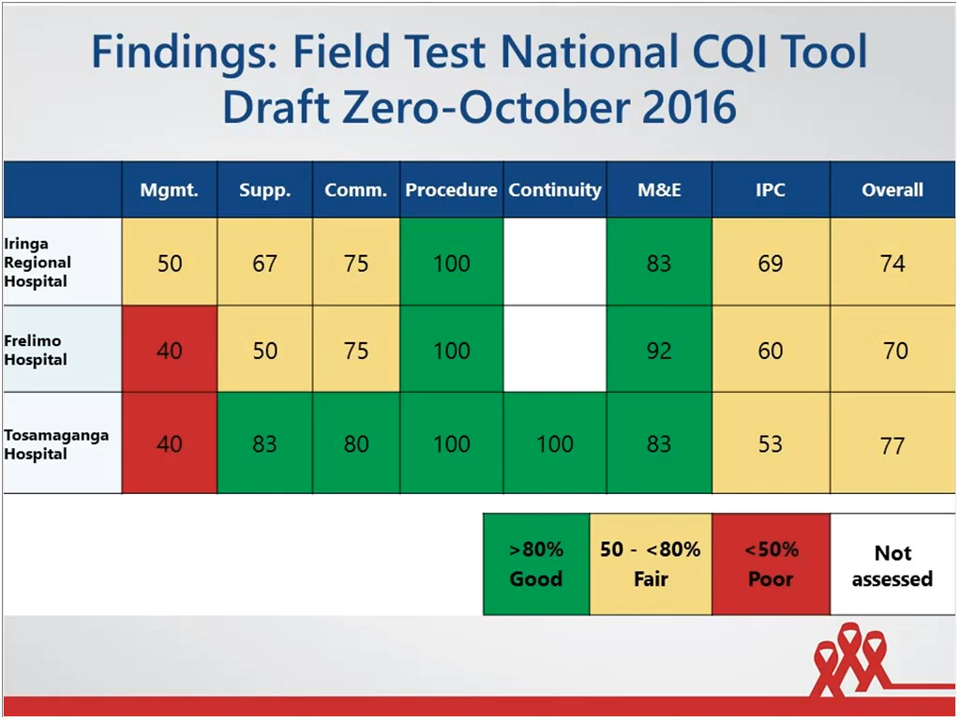 Findings: Field Test National CQI Tool
Draft Zero-October 2016
Mgmt. Supp. Comm. Procedure Continuity M&E IPC Overall
Iringa
Regional
Hospital
50 67 75 100 83 69 74
Frelimo
Hospital
40 50 75 100 92 60 70
Tosamaganga
Hospital
40 83 80 100 100 83 53 77
>80%
Good
50 - <80%
Fair
<50%
Poor
Not
assessed